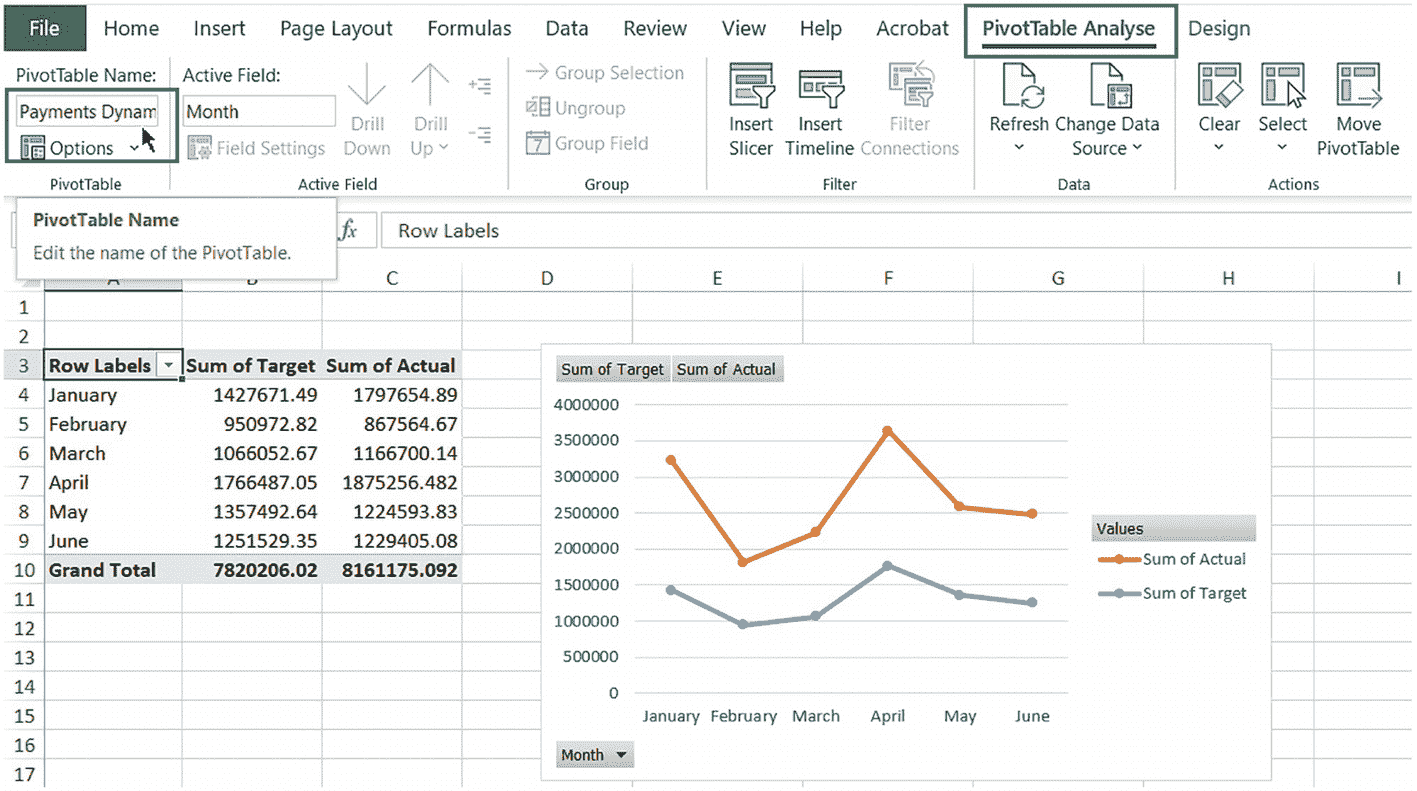 File Home Insert Page Layout Formulas Data Review View Help Acrobat PivotTable Analyse Design
PivotTable Name:
Payments Dynam
Options
PivotTable
Active Field:
Month
Field Settings
Drill Down
Drill Up
Active Field
Group Selection
Ungroup
7 Group Field
Group
Insert Slicer
Insert Timeline
Filter Connections
Filter
Refresh
Change Data Source
Data
Clear
Select
Move PivotTable
Actions
PivotTable Name
Edit the name of the PivotTable.
fx Row Labels
C D E F G H I
1
2
3 Row Labels Sum of Target Sum of Actual
4 January 1427671.49 1797654.89
5 February 950972.82 867564.67
6 March 1066052.67 1166700.14
7 April 1766487.05 1875256.482
8 May 1357492.64 1224593.83
9 June 1251529.35 1229405.08
10 Grand Total 7820206.02 8161175.092
11
12
13
14
15
16
17
Sum of Target Sum of Actual
4000000
3500000
3000000
2500000
2000000
1500000
1000000
500000
0
January February March April May June
Month
Values
Sum of Actual
Sum of Target